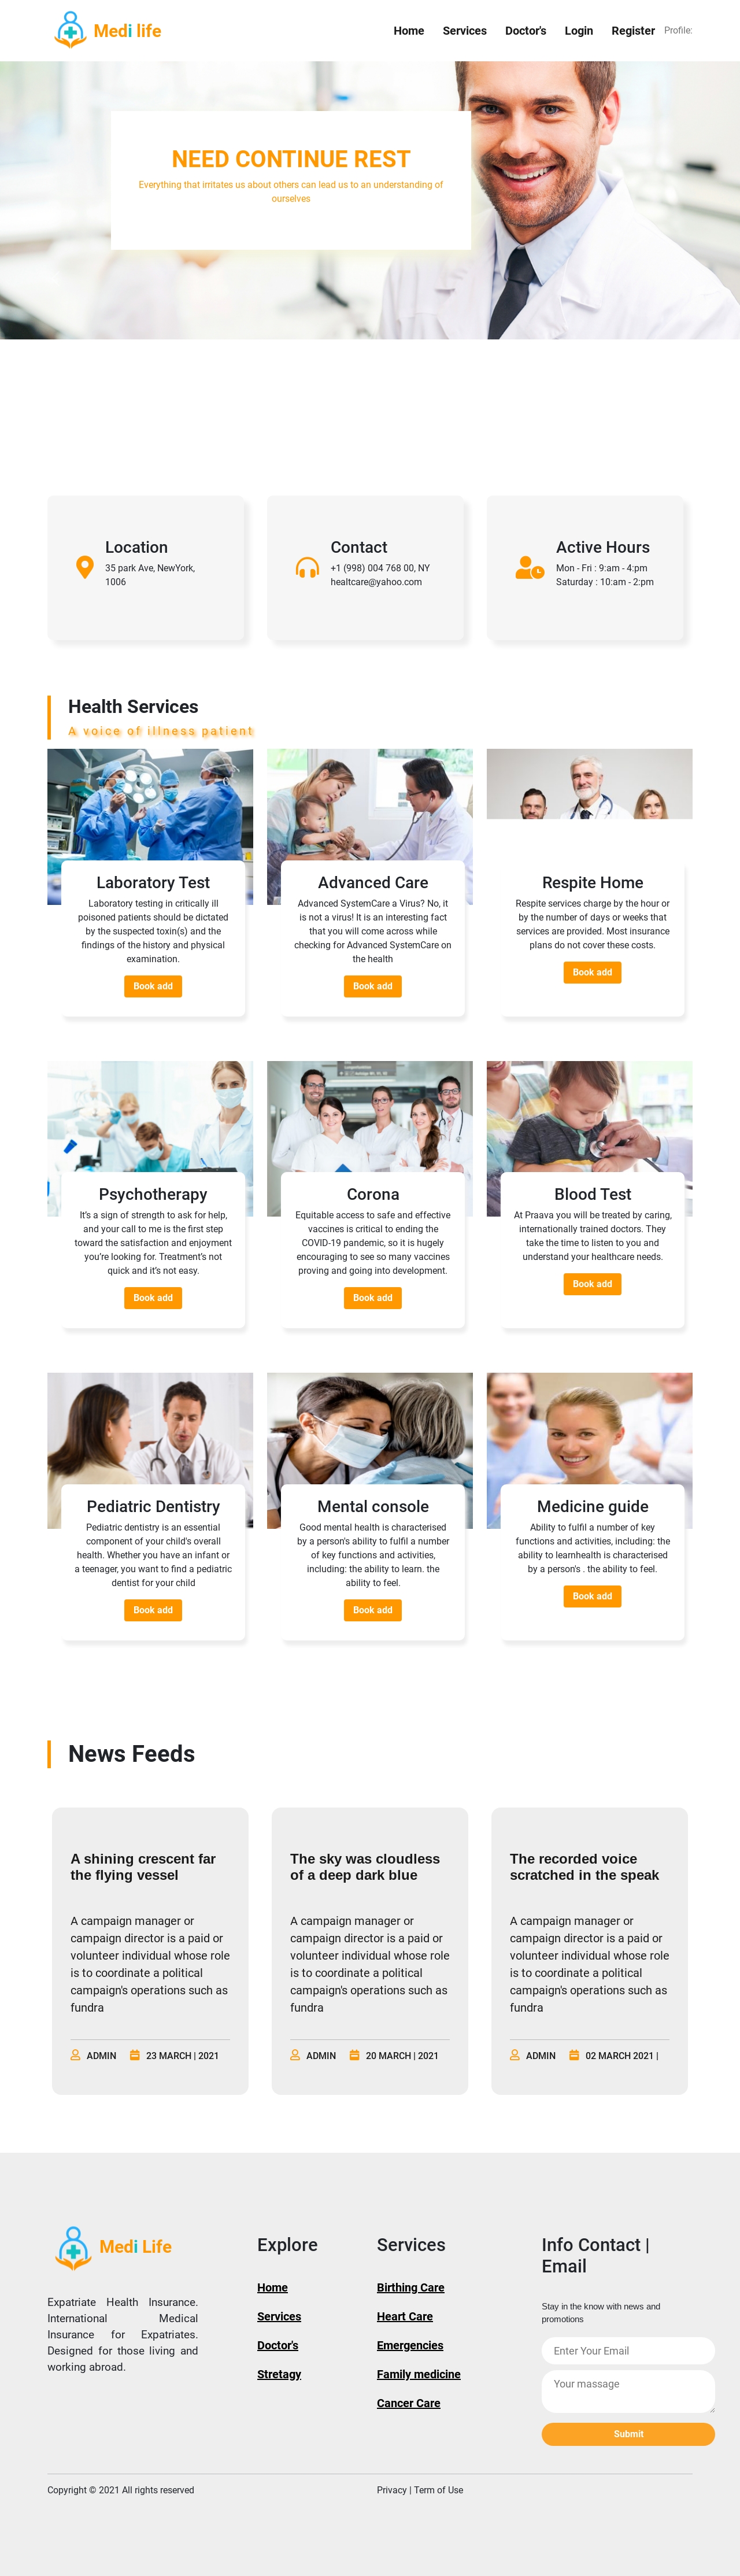 Medi life
Home Services Doctor's Login Register Profile:
NEED CONTINUE REST
Everything that irritates us about others can lead us to an understanding of
ourselves
Location
35 park Ave, NewYork,
1006
Contact
+1 (998) 004 768 00, NY
healtcare@yahoo.com
Active Hours
Mon - Fri : 9:am - 4:pm
Saturday : 10:am - 2:pm
Health Services
A voice of illness patient
Laboratory Test
Laboratory testing in critically ill
poisoned patients should be dictated
by the suspected toxin(s) and the
findings of the history and physical
examination.
Book add
Advanced Care
Advanced SystemCare a Virus? No, it
is not a virus! It is an interesting fact
that you will come across while
checking for Advanced SystemCare on
the health
Book add
Respite Home
Respite services charge by the hour or
by the number of days or weeks that
services are provided. Most insurance
plans do not cover these costs.
Book add
Psychotherapy
It's a sign of strength to ask for help,
and your call to me is the first step
toward the satisfaction and enjoyment
you're looking for. Treatment's not
quick and it's not easy.
Book add
Corona
Equitable access to safe and effective
vaccines is critical to ending the
COVID-19 pandemic, so it is hugely
encouraging to see so many vaccines
proving and going into development.
Book add
Blood Test
At Praava you will be treated by caring,
internationally trained doctors. They
take the time to listen to you and
understand your healthcare needs.
Book add
Pediatric Dentistry
Pediatric dentistry is an essential
component of your child's overall
health. Whether you have an infant or
a teenager, you want to find a pediatric
dentist for your child
Book add
Mental console
Good mental health is characterised
by a person's ability to fulfil a number
of key functions and activities,
including: the ability to learn. the
ability to feel.
Book add
Medicine guide
Ability to fulfil a number of key
functions and activities, including: the
ability to learnhealth is characterised
by a person's . the ability to feel.
Book add
News Feeds
A shining crescent far
the flying vessel
A campaign manager or
campaign director is a paid or
volunteer individual whose role
is to coordinate a political
campaign's operations such as
fundra
ADMIN 23 MARCH | 2021
The sky was cloudless
of a deep dark blue
A campaign manager or
campaign director is a paid or
volunteer individual whose role
is to coordinate a political
campaign's operations such as
fundra
ADMIN 20 MARCH | 2021
The recorded voice
scratched in the speak
A campaign manager or
campaign director is a paid or
volunteer individual whose role
is to coordinate a political
campaign's operations such as
fundra
ADMIN 02 MARCH 2021 |
Medi Life
Expatriate Health Insurance.
International Medical
Insurance for Expatriates.
Designed for those living and
working abroad.
Explore
Home
Services
Doctor's
Stretagy
Services
Birthing Care
Heart Care
Emergencies
Family medicine
Cancer Care
Info Contact |
Email
Stay in the know with news and
promotions
Enter Your Email
Your massage
Submit
Copyright © 2021 All rights reserved
Privacy | Term of Use